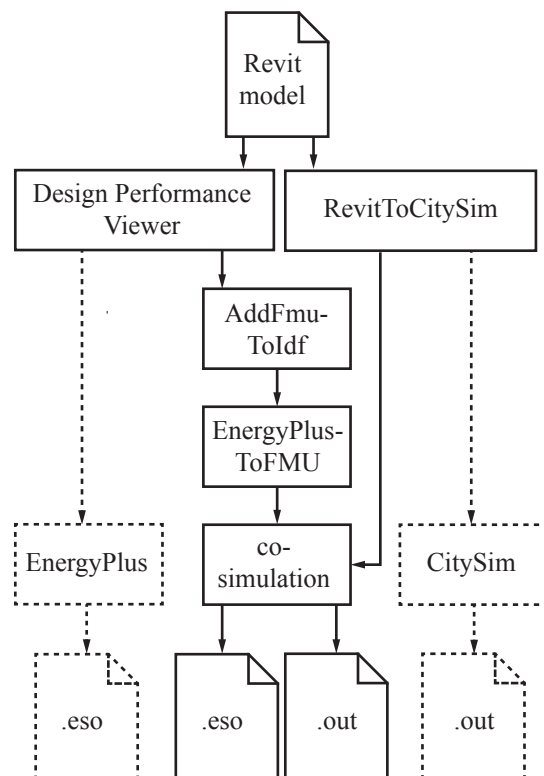 Revit
model
Design Performance
Viewer
RevitToCitySim
AddFmu-
ToIdf
EnergyPlus-
ToFMU
EnergyPlus
co-
simulation
CitySim
.eso
.eso
.out
.out